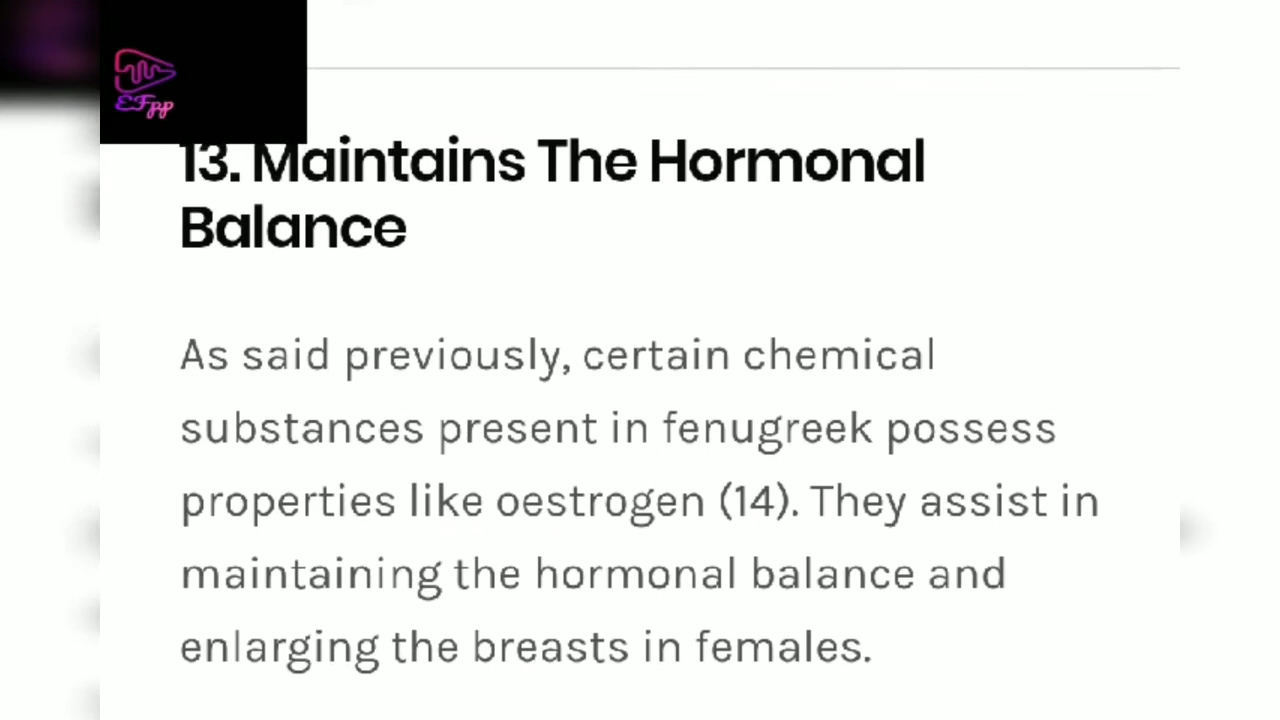 EFpp
13. Maintains The Hormonal
Balance
As said previously, certain chemical
substances present in fenugreek possess
properties like oestrogen (14). They assist in
maintaining the hormonal balance and
enlarging the breasts in females.